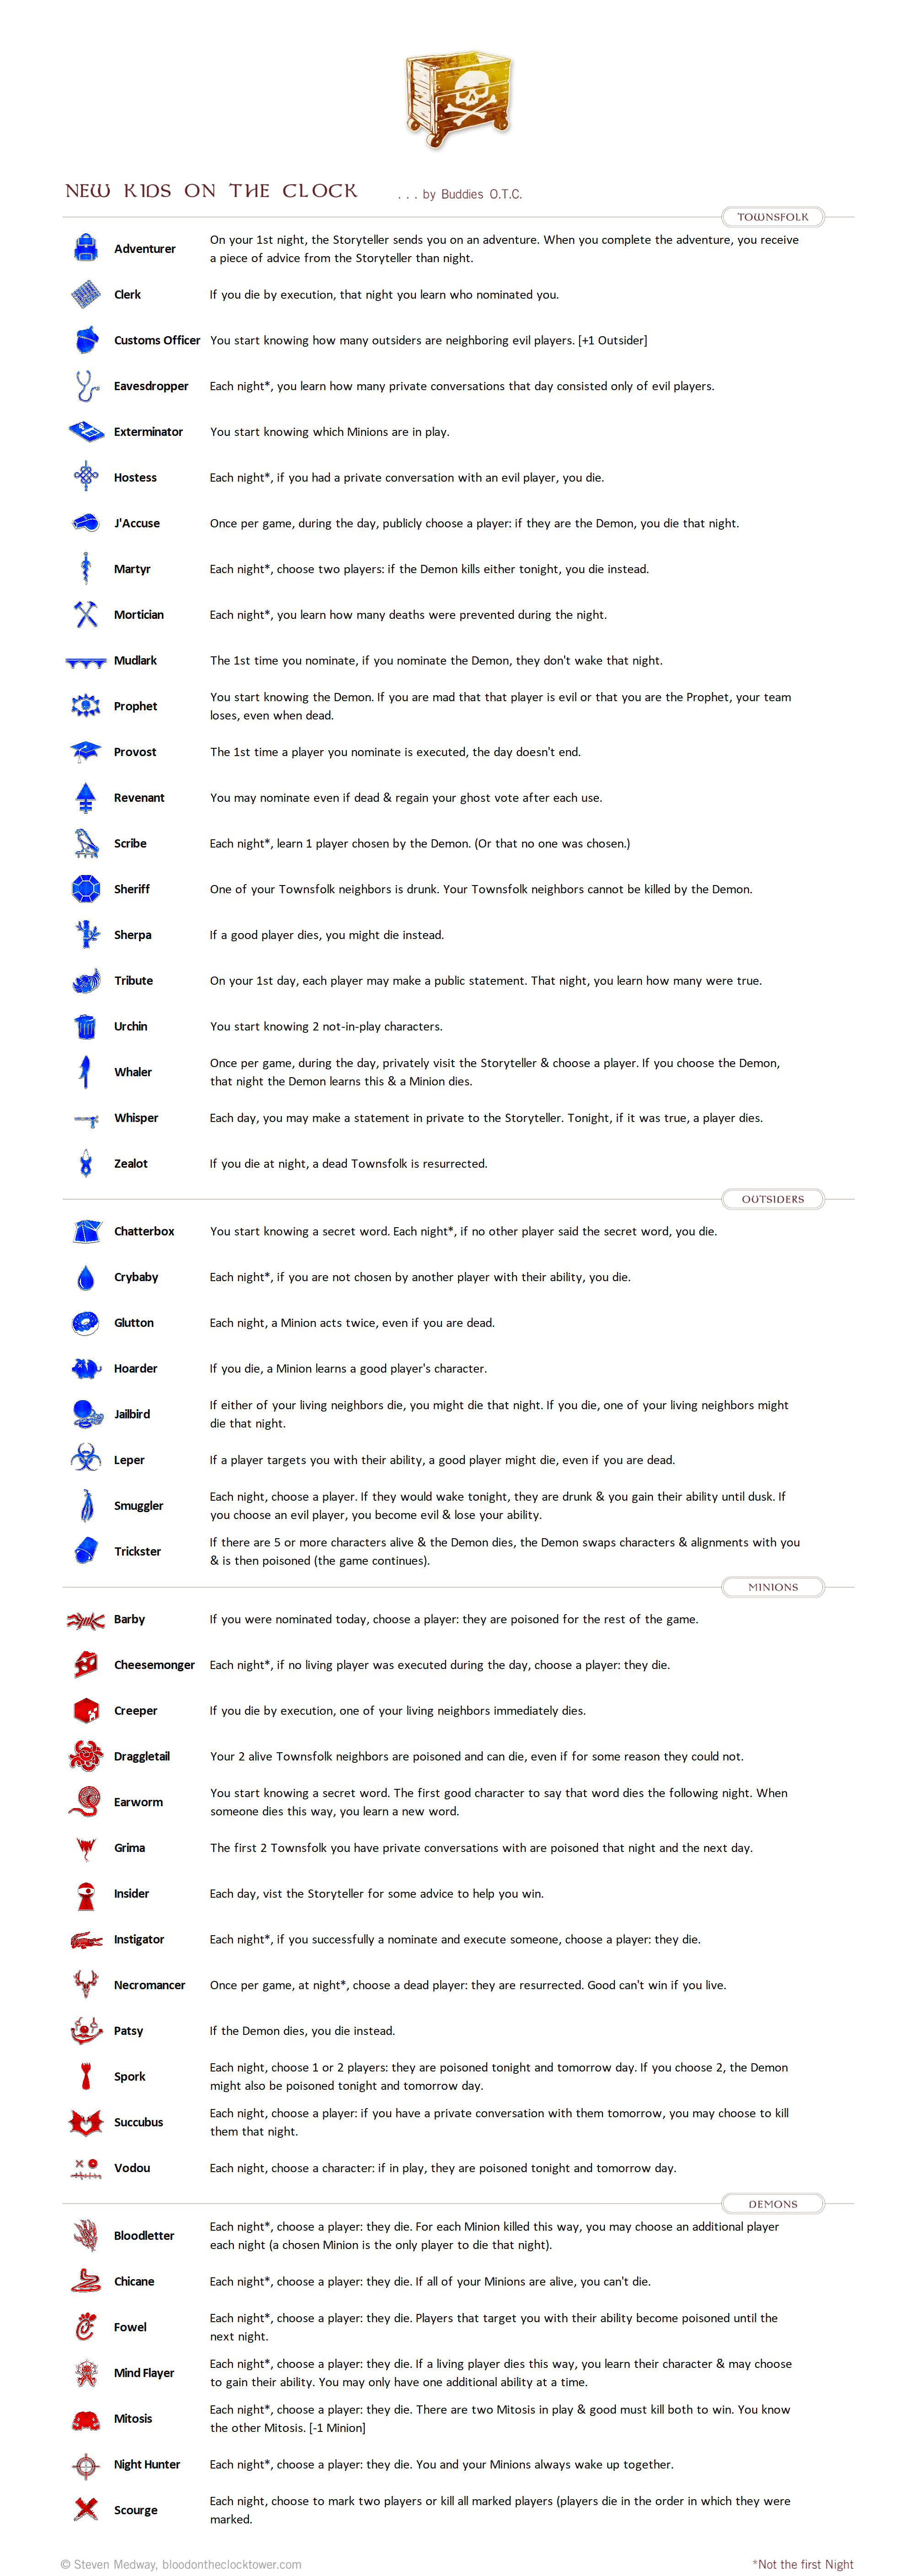 NEW KIDS ON THE CLOCK
. . . by Buddies O.T.C.
TOWNSFOLK
Adventurer
On your 1st night, the Storyteller sends you on an adventure. When you complete the adventure, you receive
a piece of advice from the Storyteller than night.
Clerk
If you die by execution, that night you learn who nominated you.
Customs Officer
You start knowing how many outsiders are neighboring evil players. [+1 Outsider]
Eavesdropper
Each night*, you learn how many private conversations that day consisted only of evil players.
Exterminator
You start knowing which Minions are in play.
Hostess
Each night*, if you had a private conversation with an evil player, you die.
J'Accuse
Once per game, during the day, publicly choose a player: if they are the Demon, you die that night.
Martyr
Each night*, choose two players: if the Demon kills either tonight, you die instead.
Mortician
Each night*, you learn how many deaths were prevented during the night.
Mudlark
The 1st time you nominate, if you nominate the Demon, they don't wake that night.
Prophet
You start knowing the Demon. If you are mad that that player is evil or that you are the Prophet, your team
loses, even when dead.
Provost
The 1st time a player you nominate is executed, the day doesn't end.
Revenant
You may nominate even if dead & regain your ghost vote after each use.
Scribe
Each night*, learn 1 player chosen by the Demon. (Or that no one was chosen.)
Sheriff
One of your Townsfolk neighbors is drunk. Your Townsfolk neighbors cannot be killed by the Demon.
Sherpa
If a good player dies, you might die instead.
Tribute
On your 1st day, each player may make a public statement. That night, you learn how many were true.
Urchin
You start knowing 2 not-in-play characters.
Whaler
Once per game, during the day, privately visit the Storyteller & choose a player. If you choose the Demon,
that night the Demon learns this & a Minion dies.
Whisper
Each day, you may make a statement in private to the Storyteller. Tonight, if it was true, a player dies.
Zealot
If you die at night, a dead Townsfolk is resurrected.
OUTSIDERS
Chatterbox
You start knowing a secret word. Each night*, if no other player said the secret word, you die.
Crybaby
Each night*, if you are not chosen by another player with their ability, you die.
Glutton
Each night, a Minion acts twice, even if you are dead.
Hoarder
If you die, a Minion learns a good player's character.
Jailbird
If either of your living neighbors die, you might die that night. If you die, one of your living neighbors might
die that night.
Leper
If a player targets you with their ability, a good player might die, even if you are dead.
Smuggler
Each night, choose a player. If they would wake tonight, they are drunk & you gain their ability until dusk. If
you choose an evil player, you become evil & lose your ability.
Trickster
If there are 5 or more characters alive & the Demon dies, the Demon swaps characters & alignments with you
& is then poisoned (the game continues).
MINIONS
Barby
If you were nominated today, choose a player: they are poisoned for the rest of the game.
Cheesemonger
Each night*, if no living player was executed during the day, choose a player: they die.
Creeper
If you die by execution, one of your living neighbors immediately dies.
Draggletail
Your 2 alive Townsfolk neighbors are poisoned and can die, even if for some reason they could not.
Earworm
You start knowing a secret word. The first good character to say that word dies the following night. When
someone dies this way, you learn a new word.
Grima
The first 2 Townsfolk you have private conversations with are poisoned that night and the next day.
Insider
Each day, vist the Storyteller for some advice to help you win.
Instigator
Each night*, if you successfully a nominate and execute someone, choose a player: they die.
Necromancer
Once per game, at night*, choose a dead player: they are resurrected. Good can't win if you live.
Patsy
If the Demon dies, you die instead.
Spork
Each night, choose 1 or 2 players: they are poisoned tonight and tomorrow day. If you choose 2, the Demon
might also be poisoned tonight and tomorrow day.
Succubus
Each night, choose a player: if you have a private conversation with them tomorrow, you may choose to kill
them that night.
Vodou
Each night, choose a character: if in play, they are poisoned tonight and tomorrow day.
DEMONS
Bloodletter
Each night*, choose a player: they die. For each Minion killed this way, you may choose an additional player
each night (a chosen Minion is the only player to die that night).
Chicane
Each night*, choose a player: they die. If all of your Minions are alive, you can't die.
Fowel
Each night*, choose a player: they die. Players that target you with their ability become poisoned until the
next night.
Mind Flayer
Each night*, choose a player: they die. If a living player dies this way, you learn their character & may choose
to gain their ability. You may only have one additional ability at a time.
Mitosis
Each night*, choose a player: they die. There are two Mitosis in play & good must kill both to win. You know
the other Mitosis. [-1 Minion]
Night Hunter
Each night*, choose a player: they die. You and your Minions always wake up together.
Scourge
Each night, choose to mark two players or kill all marked players (players die in the order in which they were
marked.
© Steven Medway, bloodontheclocktower.com
*Not the first Night